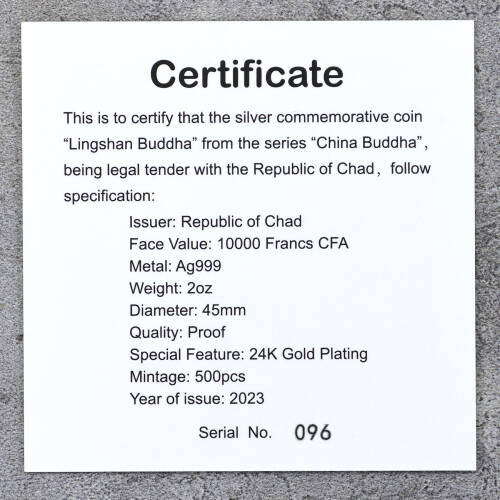 Certificate
This is to certify that the silver commemorative coin
“Lingshan Buddha” from the series “China Buddha”,
being legal tender with the Republic of Chad, follow
specification:
Issuer: Republic of Chad
Face Value: 10000 Francs CFA
Metal: Ag999
Weight: 2oz
Diameter: 45mm
Quality: Proof
Special Feature: 24K Gold Plating
Mintage: 500pcs
Year of issue: 2023
Serial No. 096